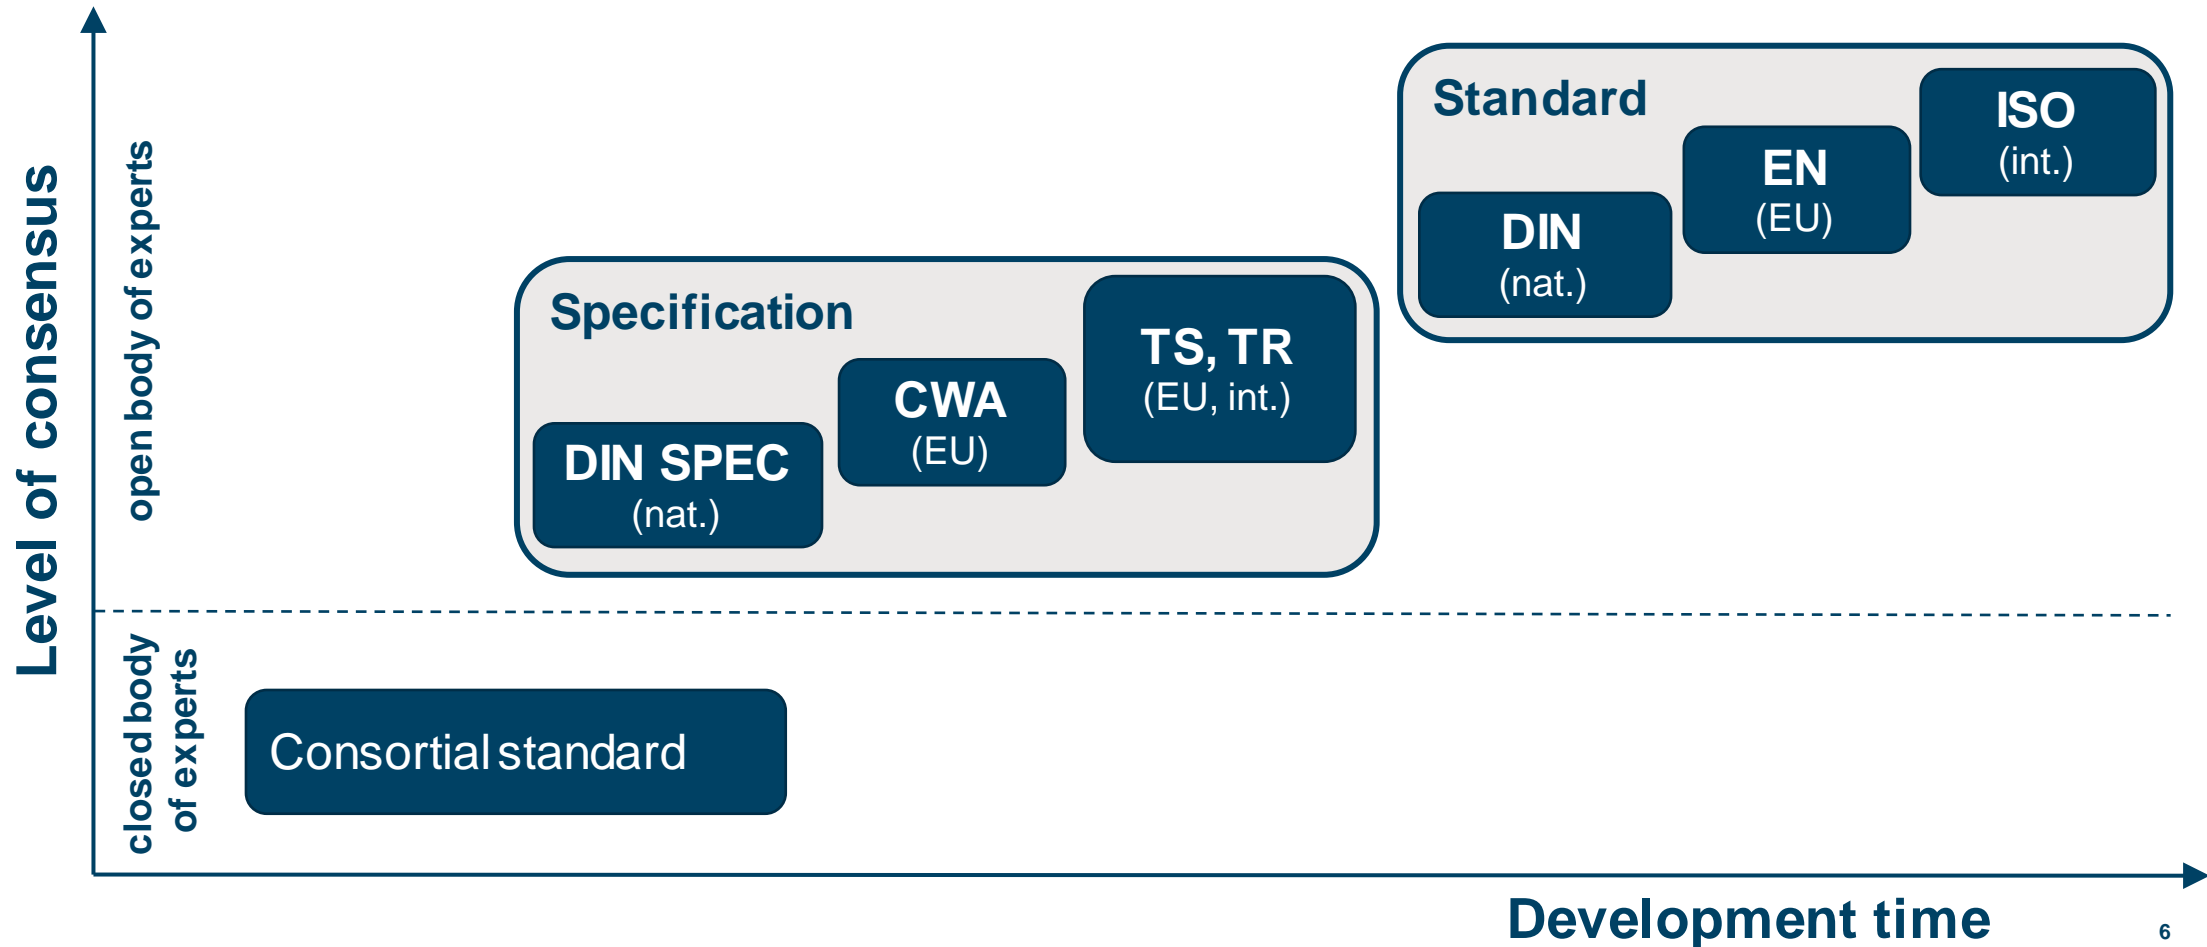 Level of consensus
open body of experts
closed body
of experts
Standard
ISO
(int.)
EN
(EU)
DIN
(nat.)
Specification
TS, TR
(EU, int.)
CWA
(EU)
DIN SPEC
(nat.)
Consortial standard
Development time
6